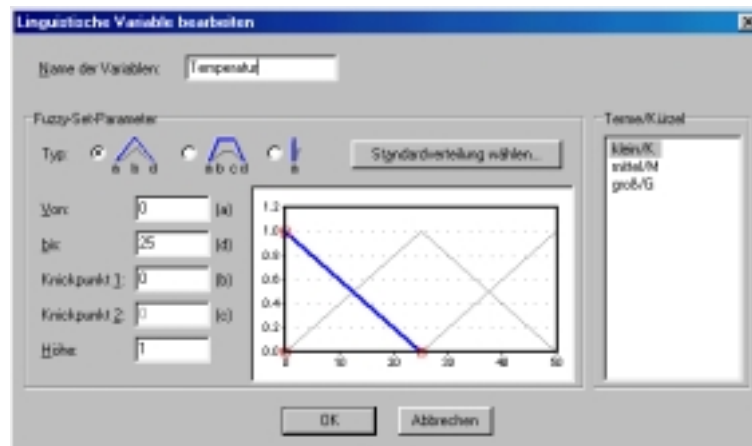 Linguistische Variable bearbeiten
Name der Variablen: Temperatur
Fuzzy-Set-Parameter
Typ: a b d a b c d a
Standardverteilung wählen...
Von: 0 (a)
bis: 25 (d)
Knickpunkt 1: 0 (b)
Knickpunkt 2: 0 (c)
Höhe: 1
1.2
1.0
0.8
0.6
0.4
0.2
0.0
0 10 20 30 40 50
Terme/Kürzel
klein/K
mittel/M
groß/G
OK Abbrechen